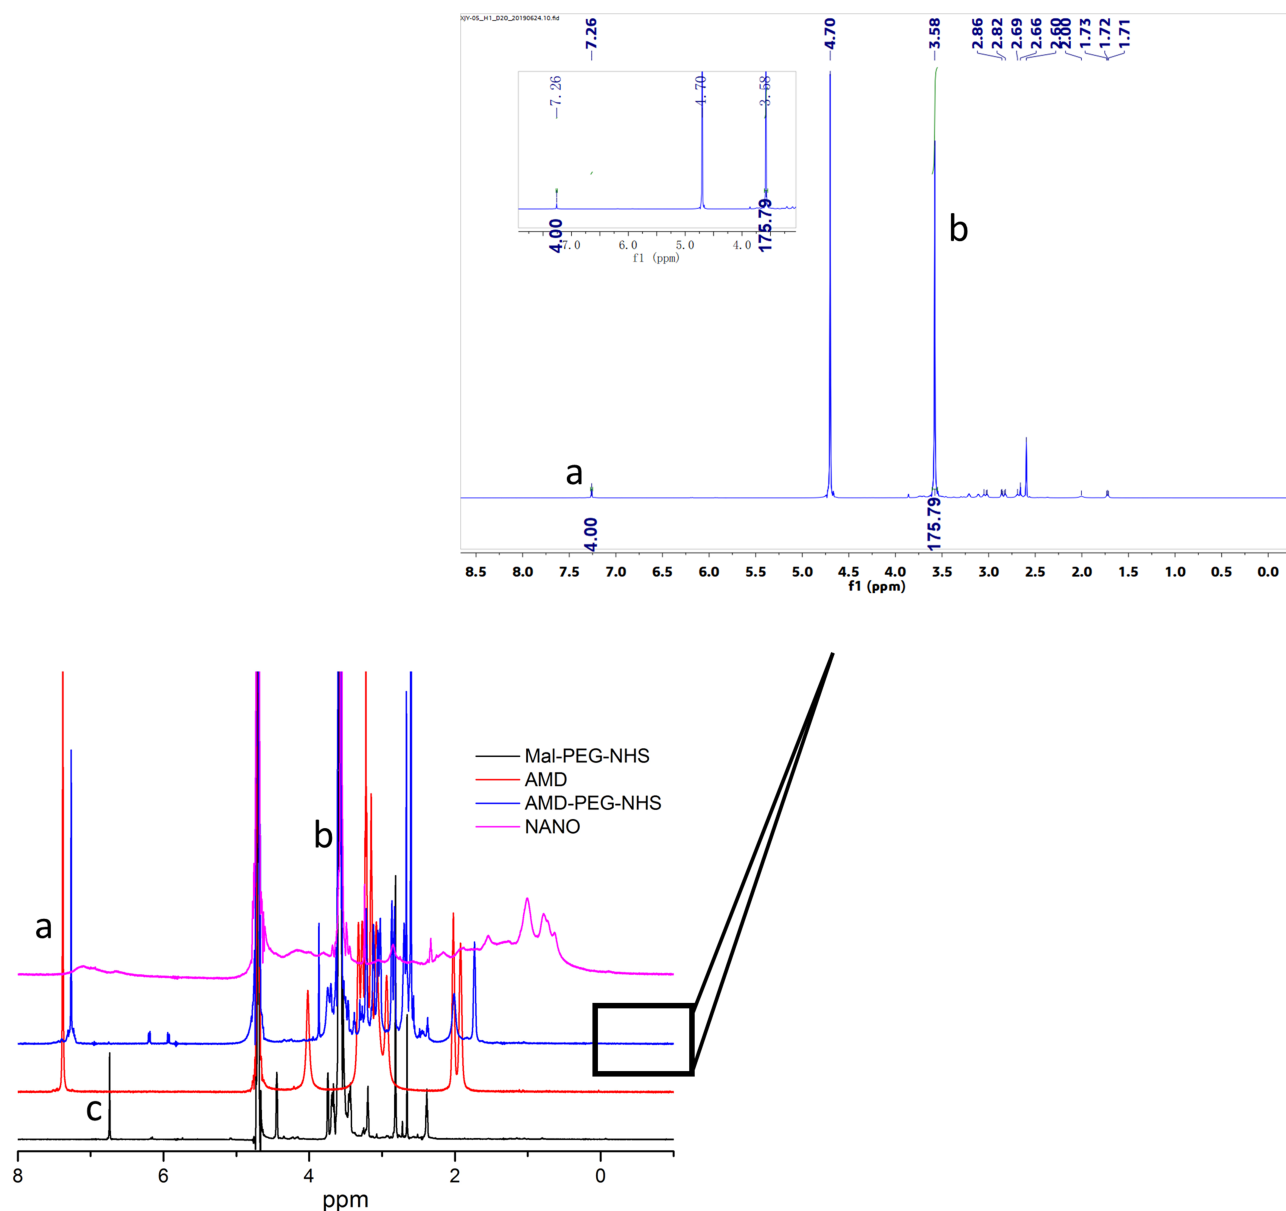 XJY-05_H1_D2O_20190624.10.fid
7.26
4.70
3.58
2.86
2.82
2.69
2.66
2.60
2.00
1.73
1.72
1.71
7.26
4.70
3.58
4.00
175.79
7.0 6.0 5.0 4.0
f1 (ppm)
b
a
4.00
175.79
8.5 8.0 7.5 7.0 6.5 6.0 5.5 5.0 4.5 4.0 3.5 3.0 2.5 2.0 1.5 1.0 0.5 0.0
f1 (ppm)
Mal-PEG-NHS
AMD
AMD-PEG-NHS
NANO
b
a
c
8 6 4 2 0
ppm